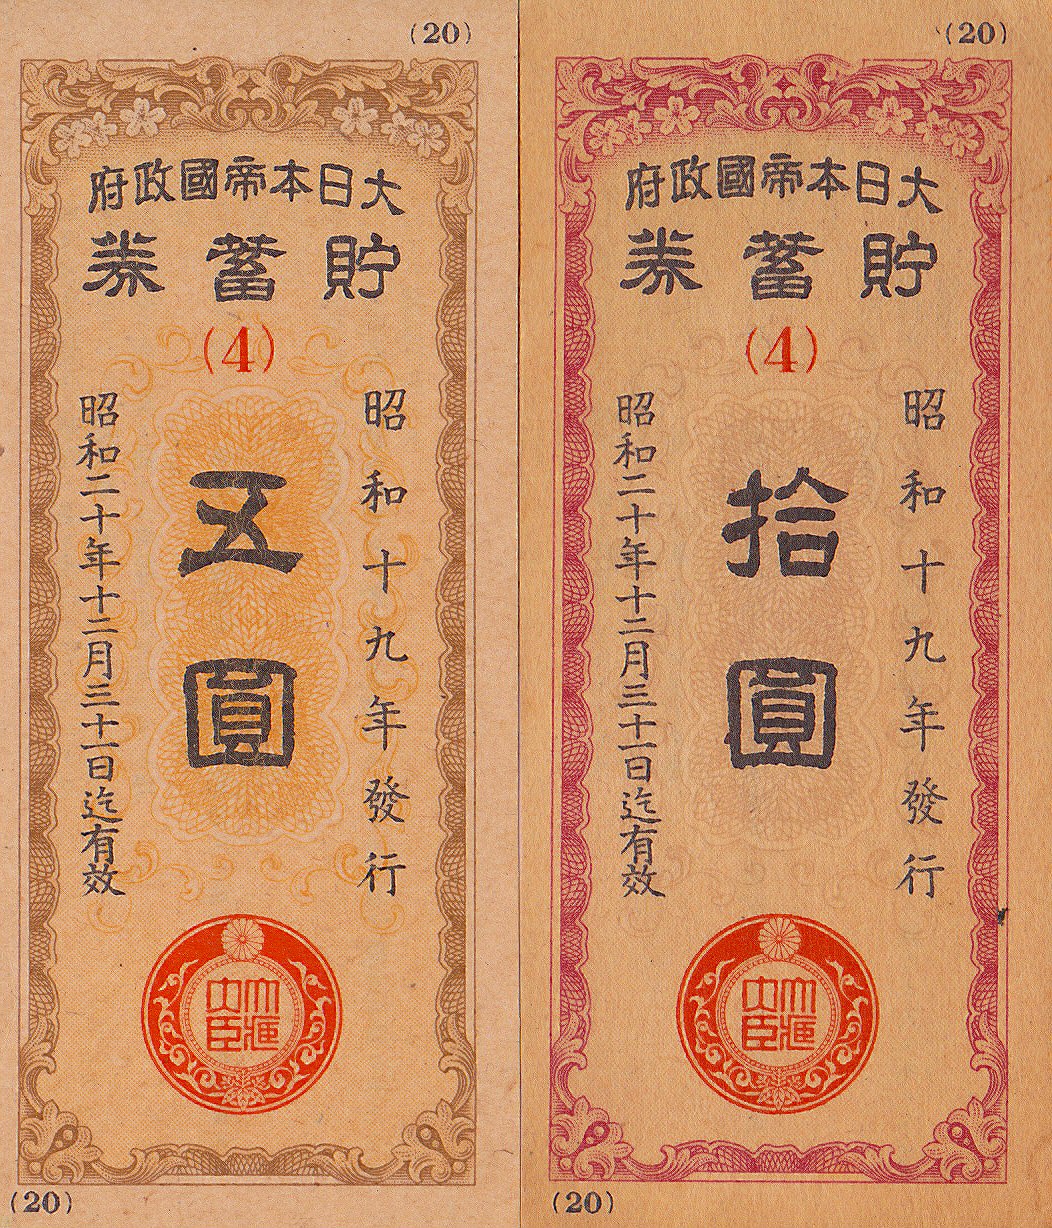 (20)
大日本帝國政府
貯蓄券
(4)
昭和十九年發行
五圓
昭和二十年十二月三十一日迄有效
大藏
大臣
(20)
(20)
大日本帝國政府
貯蓄券
(4)
昭和十九年發行
拾圓
昭和二十年十二月三十一日迄有效
大藏
大臣
(20)